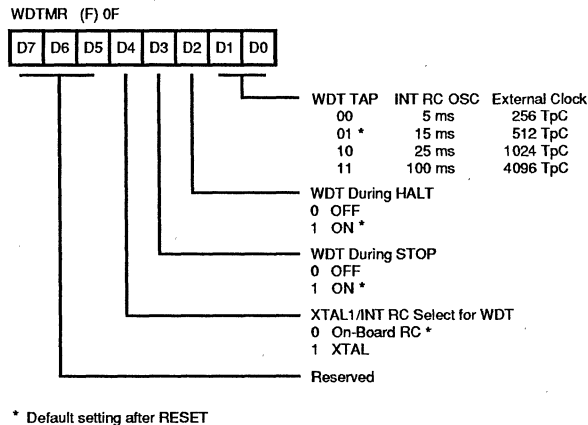 WDTMR (F) 0F
D7 D6 D5 D4 D3 D2 D1 D0
WDT TAP INT RC OSC External Clock
00 5 ms 256 TpC
01 * 15 ms 512 TpC
10 25 ms 1024 TpC
11 100 ms 4096 TpC
WDT During HALT
0 OFF
1 ON *
WDT During STOP
0 OFF
1 ON *
XTAL1/INT RC Select for WDT
0 On-Board RC *
1 XTAL
Reserved
* Default setting after RESET